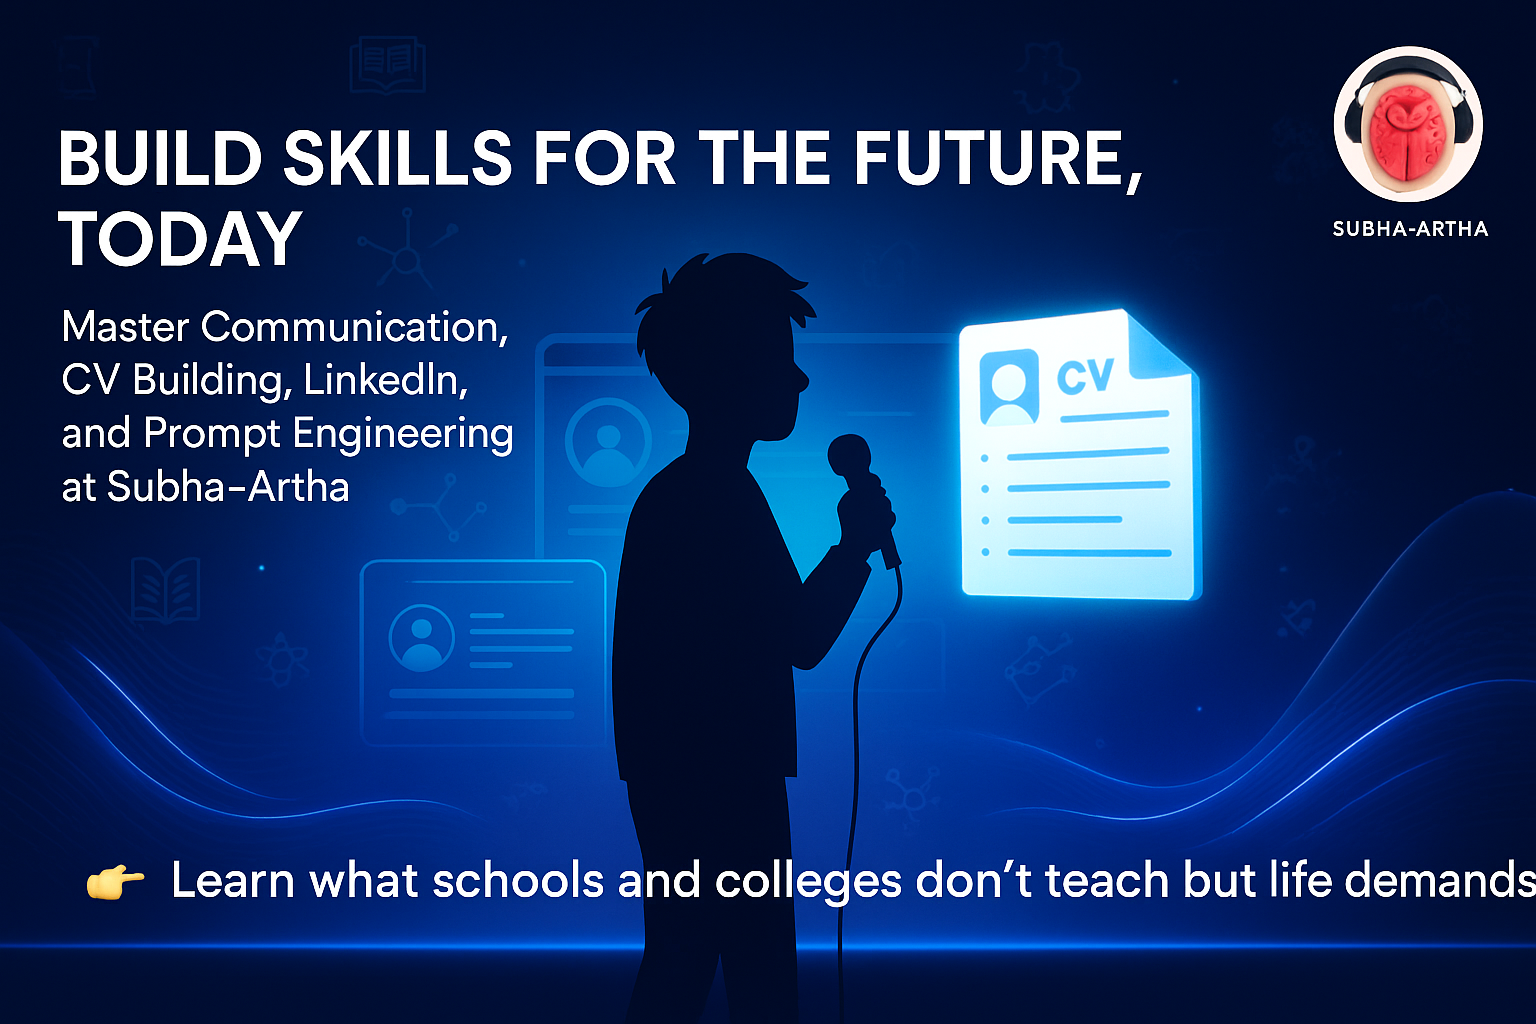 BUILD SKILLS FOR THE FUTURE,
TODAY
SUBHA-ARTHA
Master Communication,
CV Building, LinkedIn,
and Prompt Engineering
at Subha-Artha
CV
👉 Learn what schools and colleges don’t teach but life demands